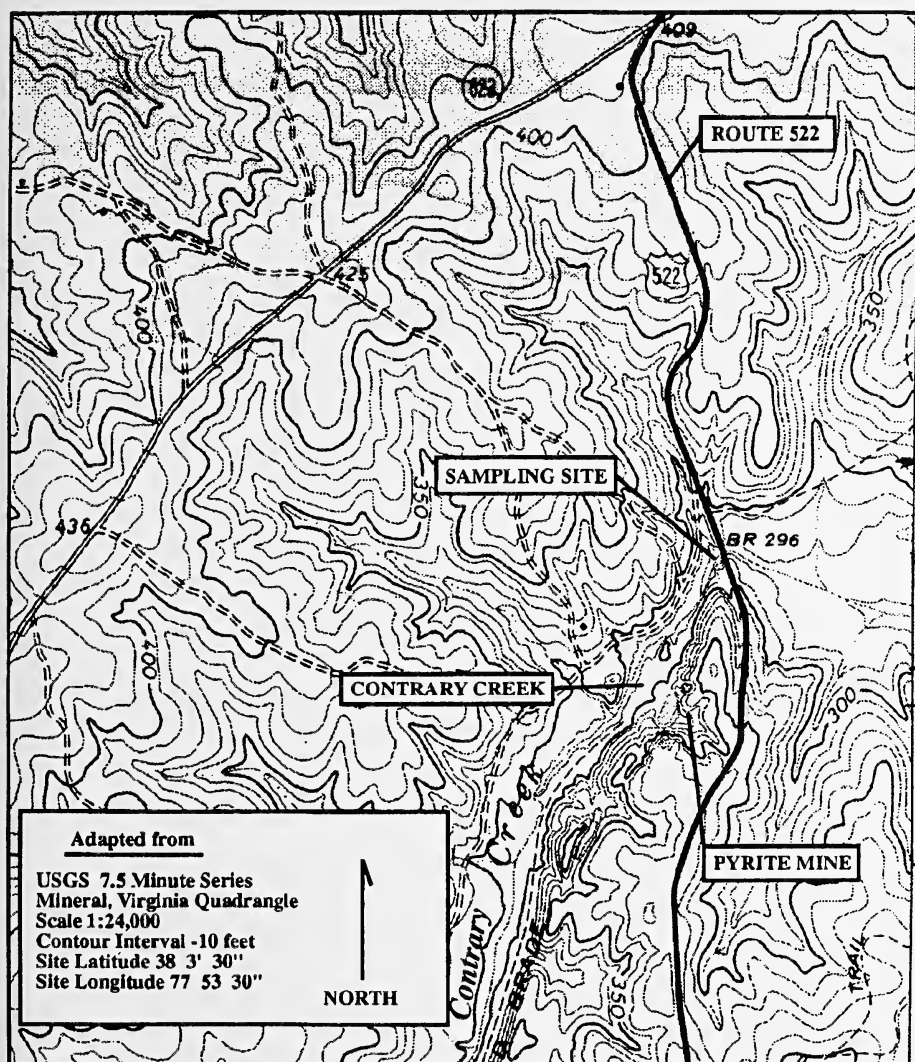 409
622
400
ROUTE 522
522
425
400
350
SAMPLING SITE
350
BR 296
436
400
CONTRARY CREEK
300
Creek
Contrary
PYRITE MINE
Adapted from
USGS 7.5 Minute Series
Mineral, Virginia Quadrangle
Scale 1:24,000
Contour Interval -10 feet
Site Latitude 38 3' 30"
Site Longitude 77 53 30"
NORTH
GRADE
350
TRAIL